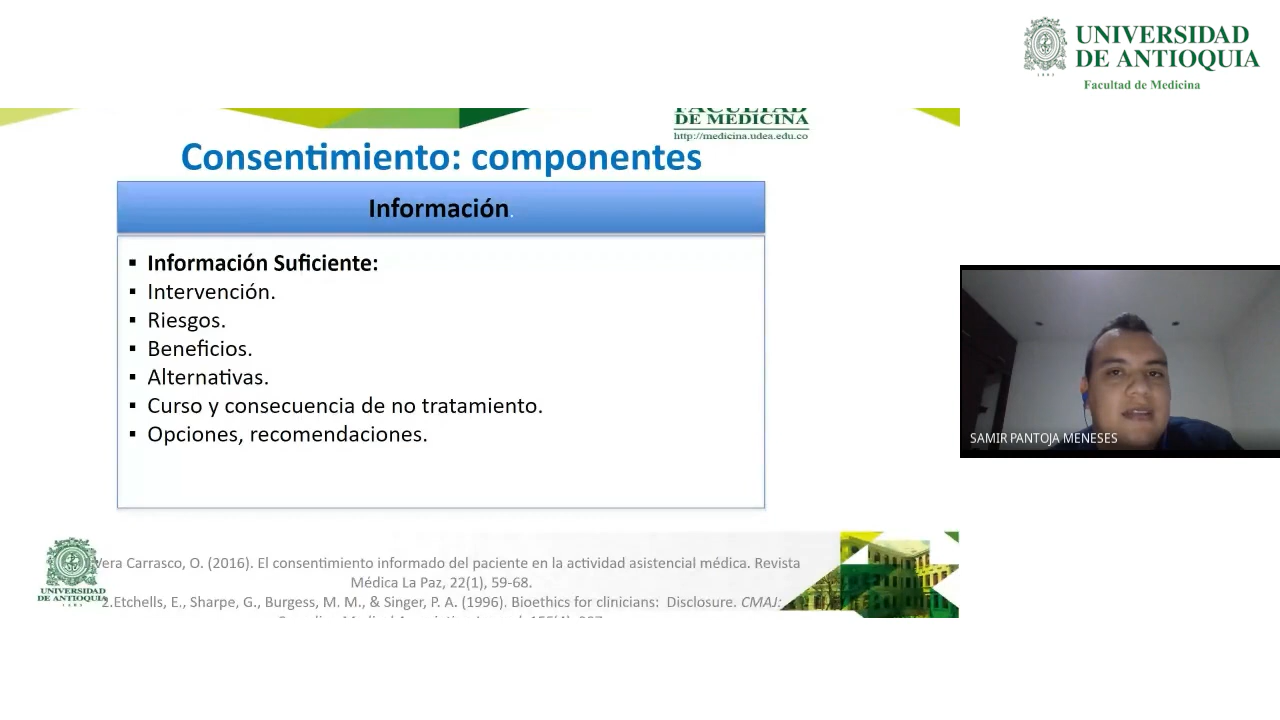 UNIVERSIDAD
DE ANTIOQUIA
1803
Facultad de Medicina
FACULTAD
DE MEDICINA
http://medicina.udea.edu.co
Consentimiento: componentes
Información.
▪ Información Suficiente:
▪ Intervención.
▪ Riesgos.
▪ Beneficios.
▪ Alternativas.
▪ Curso y consecuencia de no tratamiento.
▪ Opciones, recomendaciones.
SAMIR PANTOJA MENESES
Vera Carrasco, O. (2016). El consentimiento informado del paciente en la actividad asistencial médica. Revista
Médica La Paz, 22(1), 59-68.
2.Etchells, E., Sharpe, G., Burgess, M. M., & Singer, P. A. (1996). Bioethics for clinicians: Disclosure. CMAJ:
UNIVERSIDAD
DE ANTIOQUIA